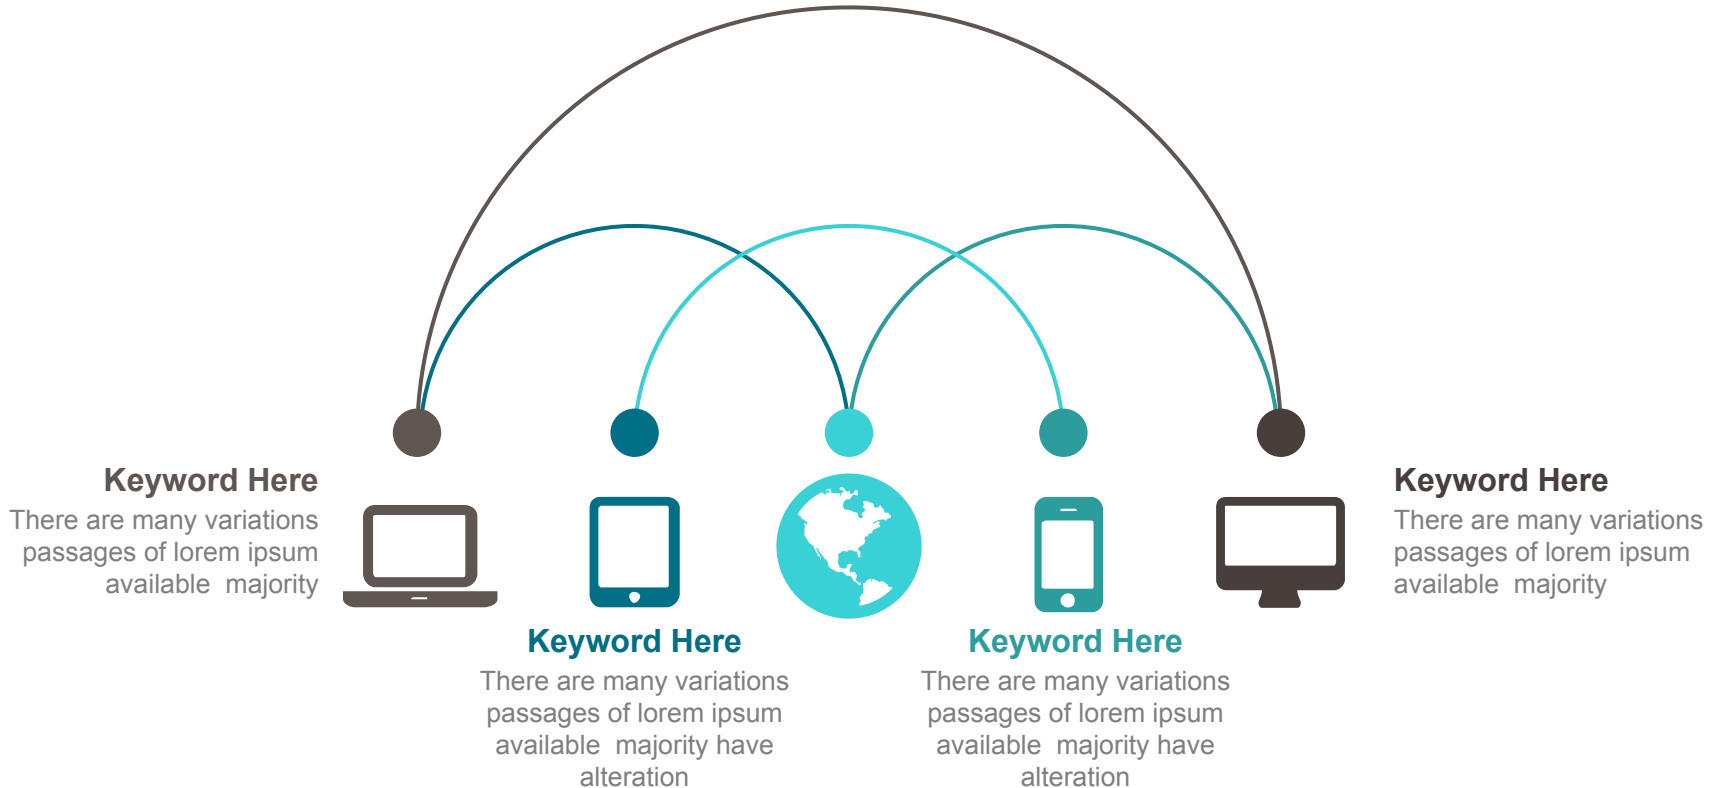 Keyword Here
There are many variations
passages of lorem ipsum
available  majority
Keyword Here
There are many variations
passages of lorem ipsum
available  majority have
alteration
Keyword Here
There are many variations
passages of lorem ipsum
available  majority have
alteration
Keyword Here
There are many variations
passages of lorem ipsum
available  majority